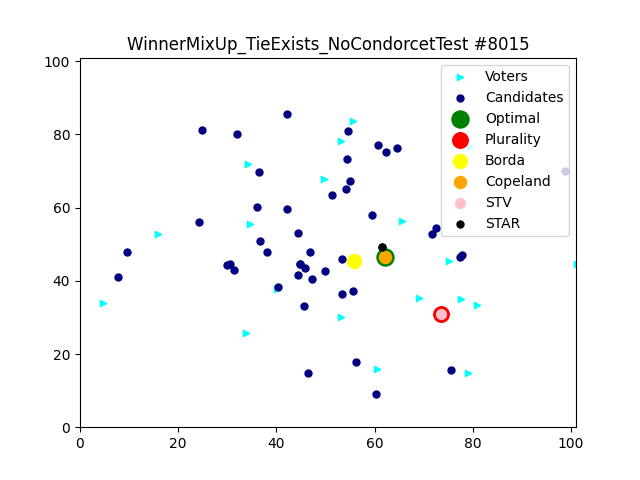 WinnerMixUp_TieExists_NoCondorcetTest #8015
Voters
Candidates
Optimal
Plurality
Borda
Copeland
STV
STAR
100
80
60
40
20
0
0 20 40 60 80 100